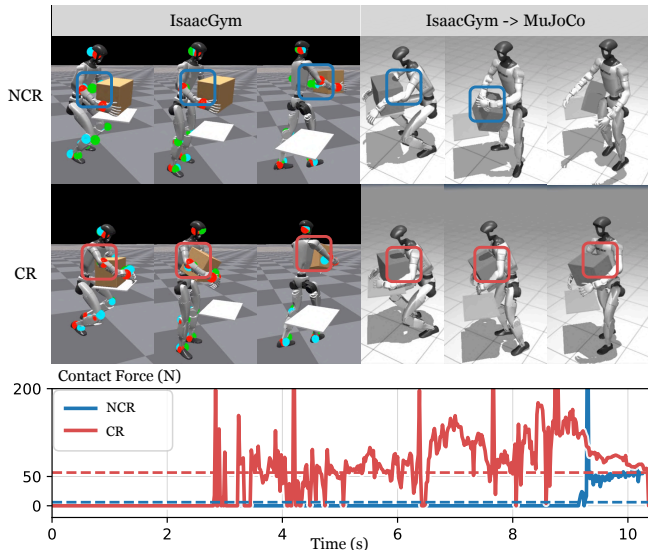 IsaacGym
IsaacGym -> MuJoCo
NCR
CR
Contact Force (N)
200
NCR
CR
50
0
0
2
4
6
8
10
Time (s)